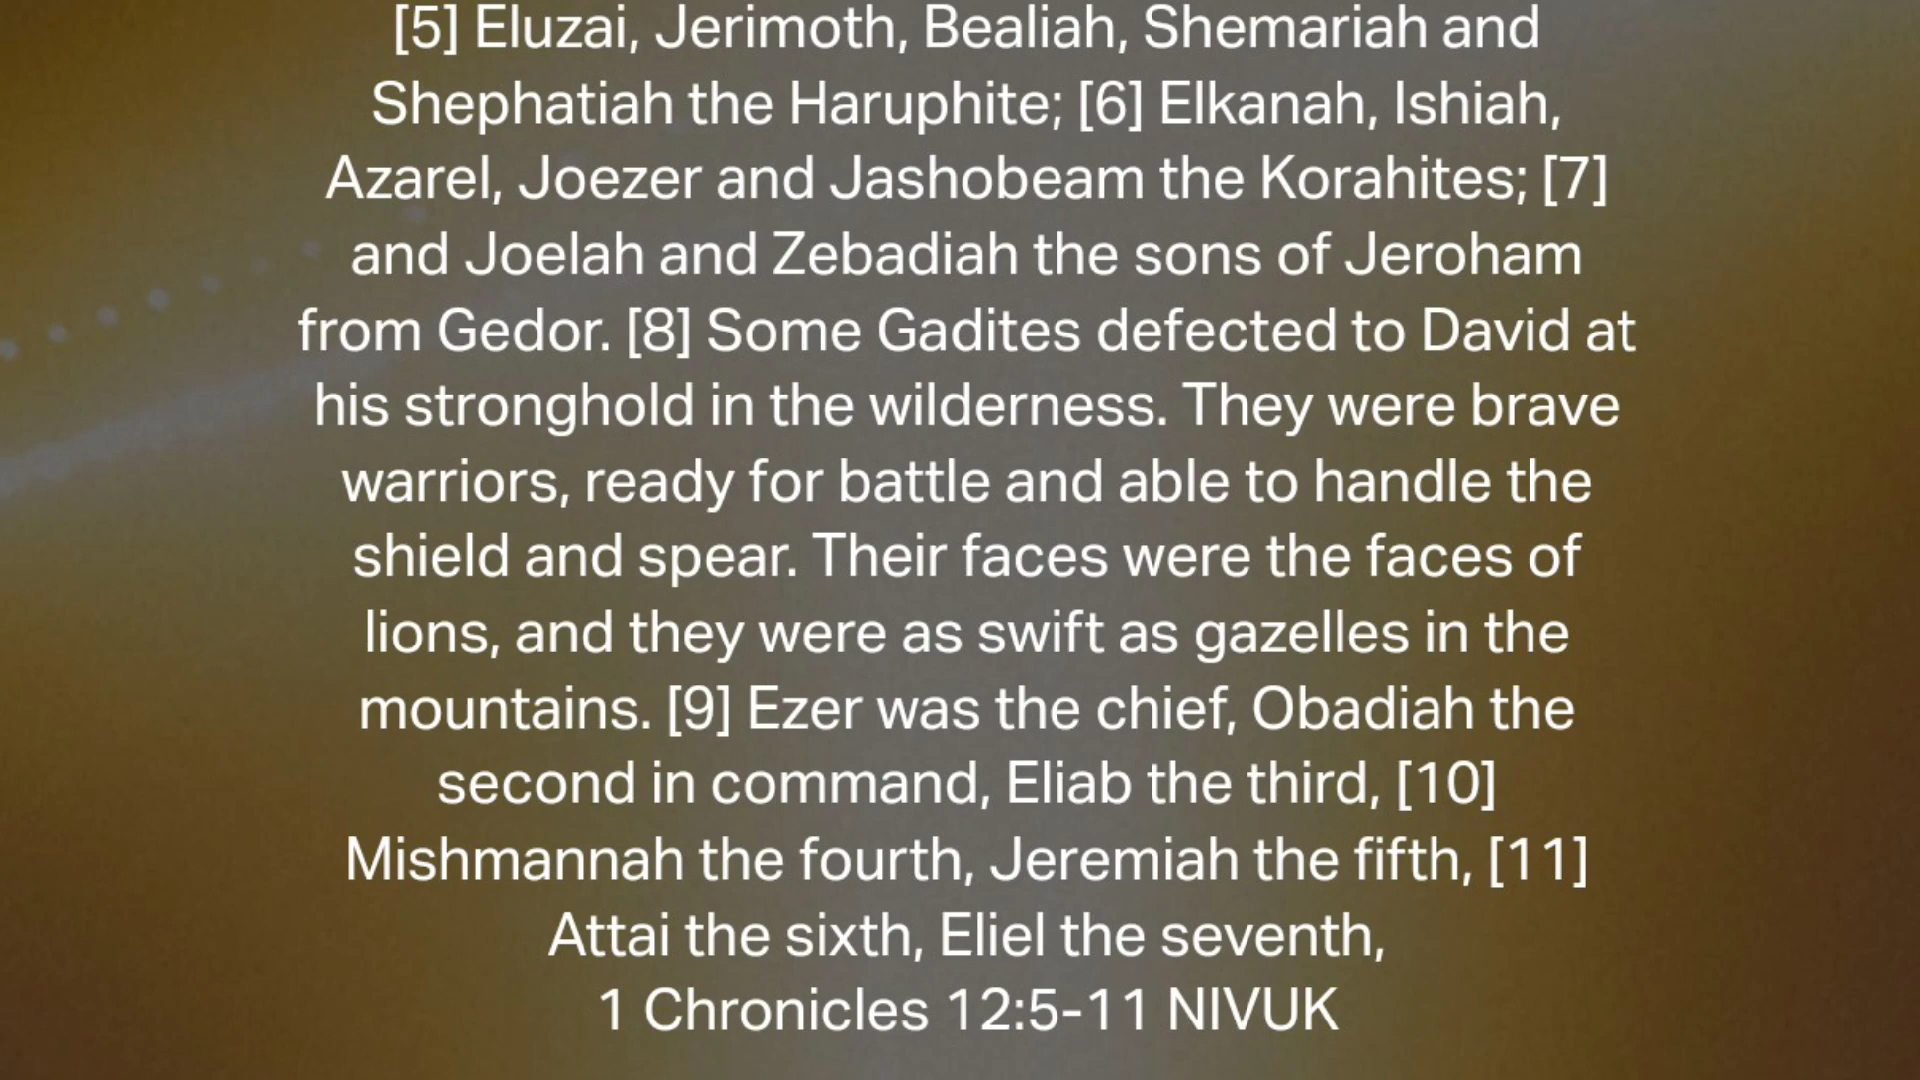 [5] Eluzai, Jerimoth, Bealiah, Shemariah and
Shephatiah the Haruphite; [6] Elkanah, Ishiah,
Azarel, Joezer and Jashobeam the Korahites; [7]
and Joelah and Zebadiah the sons of Jeroham
from Gedor. [8] Some Gadites defected to David at
his stronghold in the wilderness. They were brave
warriors, ready for battle and able to handle the
shield and spear. Their faces were the faces of
lions, and they were as swift as gazelles in the
mountains. [9] Ezer was the chief, Obadiah the
second in command, Eliab the third, [10]
Mishmannah the fourth, Jeremiah the fifth, [11]
Attai the sixth, Eliel the seventh,
1 Chronicles 12:5-11 NIVUK